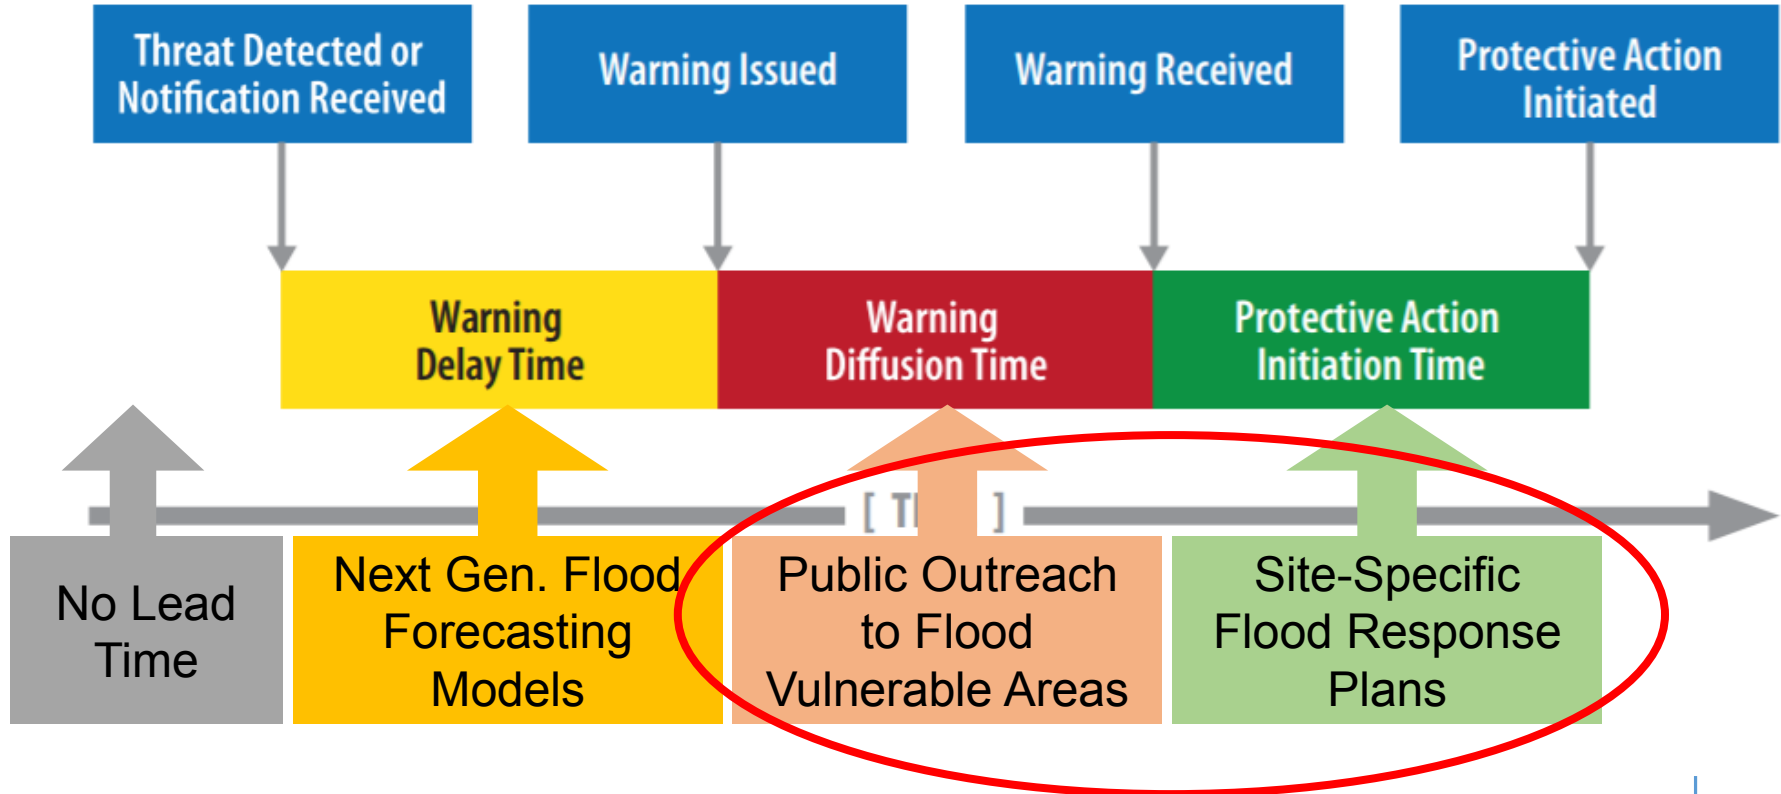 Threat Detected or
Notification Received
Warning Issued
Warning Received
Protective Action
Initiated
Warning
Delay Time
Warning
Diffusion Time
Protective Action
Initiation Time
[ T ]
No Lead
Time
Next Gen. Flood
Forecasting
Models
Public Outreach
to Flood
Vulnerable Areas
Site-Specific
Flood Response
Plans